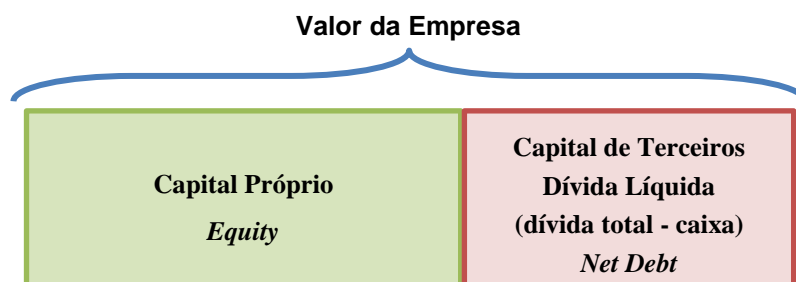 Valor da Empresa
Capital Próprio
Equity
Capital de Terceiros
Dívida Líquida
(dívida total - caixa)
Net Debt